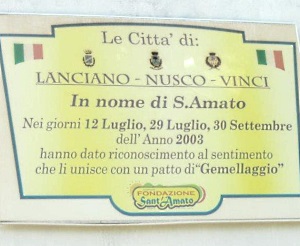 Le Citta' di:
LANCIANO - NUSCO - VINCI
In nome di S.Amato
Nei giorni 12 Luglio, 29 Luglio, 30 Settembre
dell' Anno 2003
hanno dato riconoscimento al sentimento
che li unisce con un patto di "Gemellaggio"
FONDAZIONE
Sant'Amato